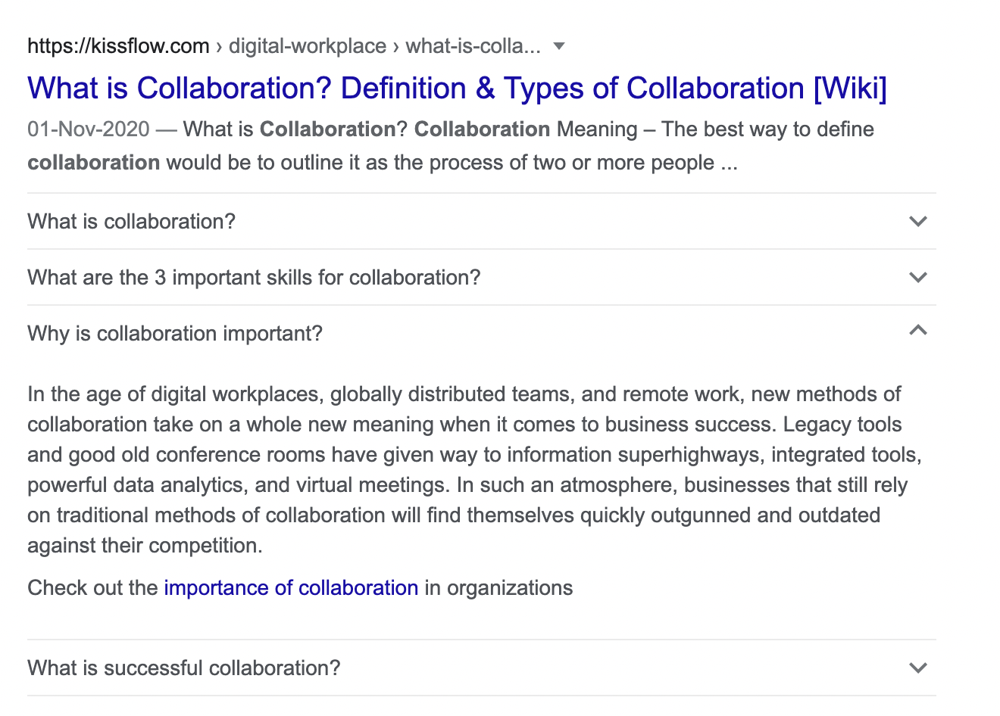 https://kissflow.com › digital-workplace › what-is-colla...
What is Collaboration? Definition & Types of Collaboration [Wiki]
01-Nov-2020 — What is Collaboration? Collaboration Meaning – The best way to define
collaboration would be to outline it as the process of two or more people ...
What is collaboration?
What are the 3 important skills for collaboration?
Why is collaboration important?
In the age of digital workplaces, globally distributed teams, and remote work, new methods of
collaboration take on a whole new meaning when it comes to business success. Legacy tools
and good old conference rooms have given way to information superhighways, integrated tools,
powerful data analytics, and virtual meetings. In such an atmosphere, businesses that still rely
on traditional methods of collaboration will find themselves quickly outgunned and outdated
against their competition.
Check out the importance of collaboration in organizations
What is successful collaboration?